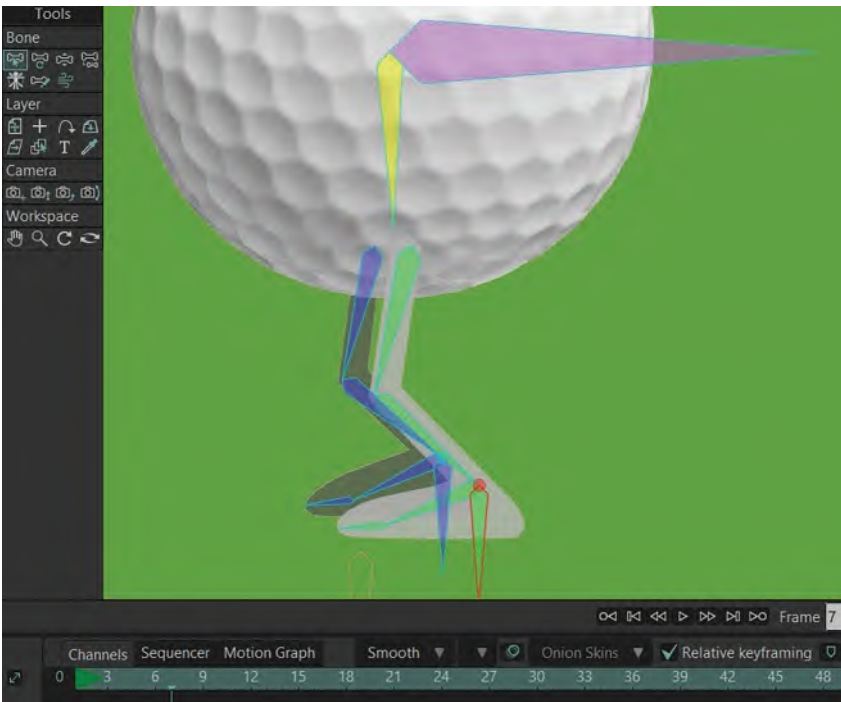 Tools
Bone
Layer
T
Camera
Workspace
Frame 7
Channels Sequencer Motion Graph Smooth Onion Skins Relative keyframing
0 3 6 9 12 15 18 21 24 27 30 33 36 39 42 45 48